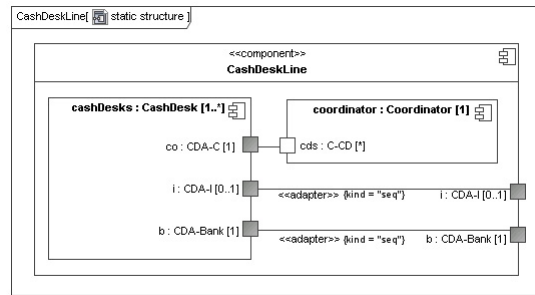 CashDeskLine[ static structure ]
<<component>>
CashDeskLine
cashDesks : CashDesk [1..*]
coordinator : Coordinator [1]
co : CDA-C [1]
cds : C-CD [*]
i : CDA-I [0..1]
<<adapter>> {kind = "seq"}
i : CDA-I [0..1]
b : CDA-Bank [1]
<<adapter>> {kind = "seq"}
b : CDA-Bank [1]